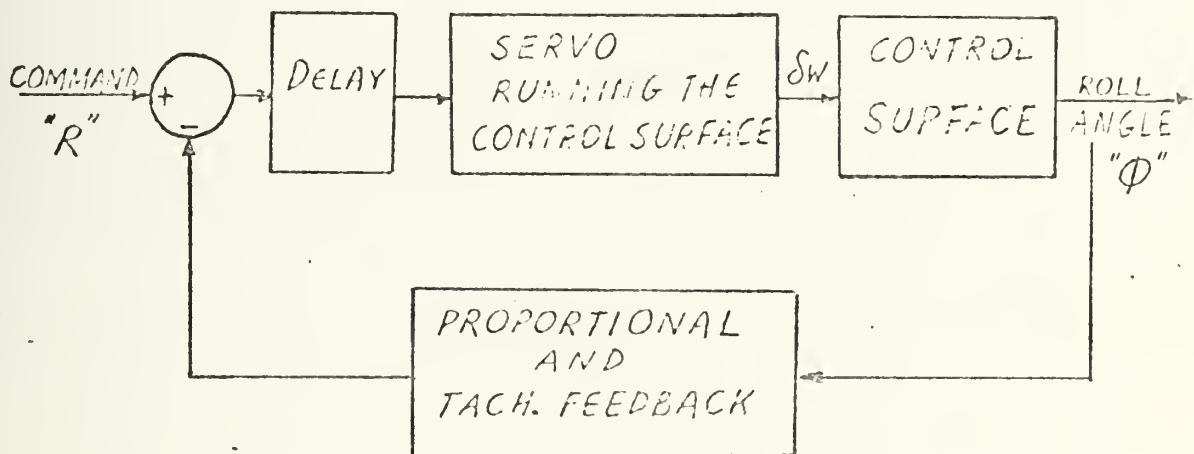 COMMAND
"R"
+
-
DELAY
SERVO
RUNNING THE
CONTROL SURFACE
δW
CONTROL
SURFACE
ROLL
ANGLE
"Φ"
PROPORTIONAL
AND
TACH. FEEDBACK